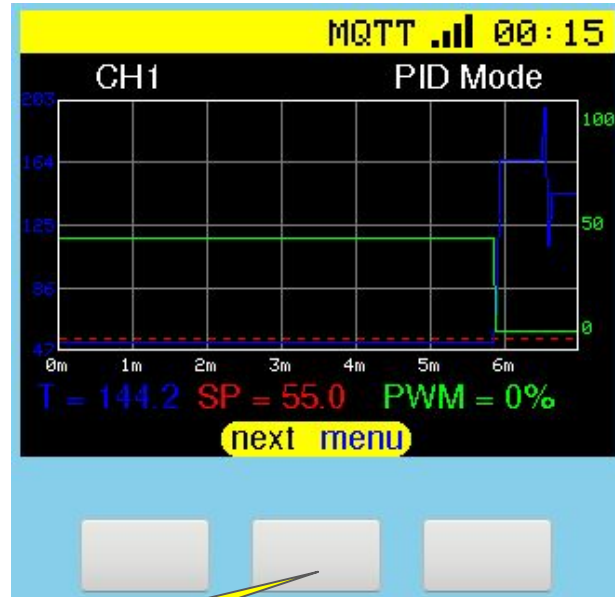 MQTT 00:15
CH1 PID Mode
203
100
164
125
50
86
0
47
0m 1m 2m 3m 4m 5m 6m
T = 144.2 SP = 55.0 PWM = 0%
next menu